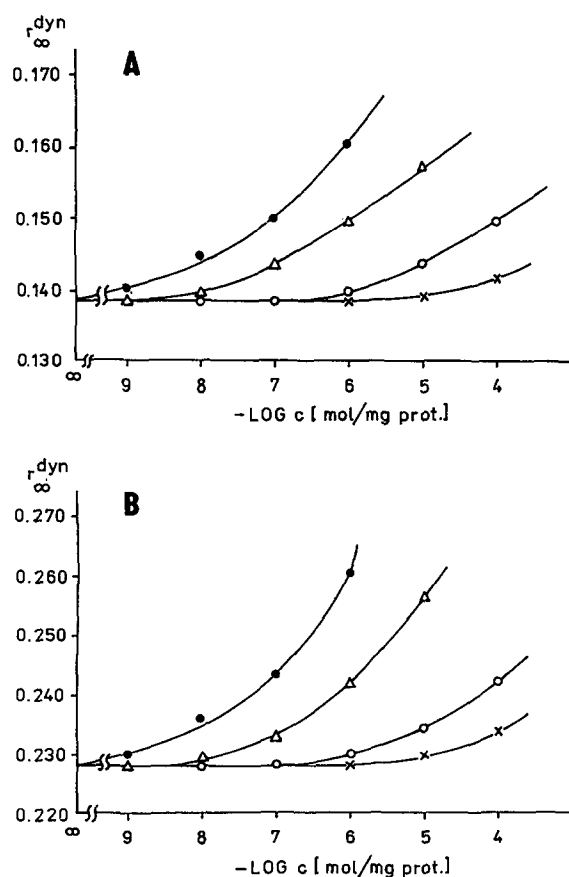 r∞^dyn
A
0.170
0.160
0.150
0.140
0.130
∞ 9 8 7 6 5 4
-LOG c [ mol/mg prot.]
r∞^dyn
B
0.270
0.260
0.250
0.240
0.230
0.220
∞ 9 8 7 6 5 4
-LOG c [ mol/mg prot.]